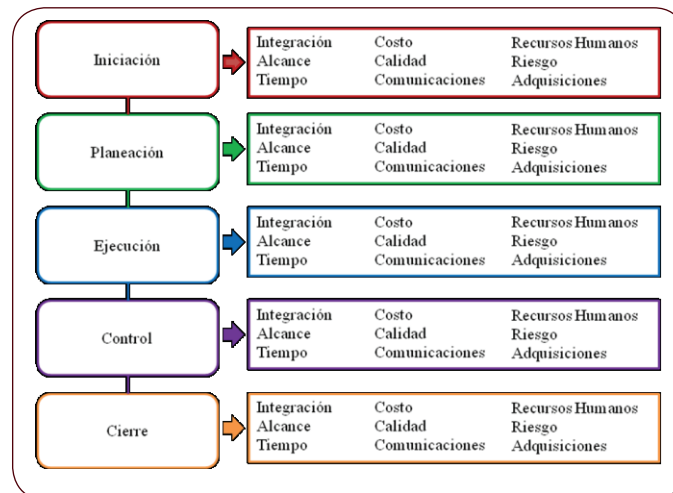 Iniciación
Integración Costo Recursos Humanos
Alcance Calidad Riesgo
Tiempo Comunicaciones Adquisiciones
Planeación
Integración Costo Recursos Humanos
Alcance Calidad Riesgo
Tiempo Comunicaciones Adquisiciones
Ejecución
Integración Costo Recursos Humanos
Alcance Calidad Riesgo
Tiempo Comunicaciones Adquisiciones
Control
Integración Costo Recursos Humanos
Alcance Calidad Riesgo
Tiempo Comunicaciones Adquisiciones
Cierre
Integración Costo Recursos Humanos
Alcance Calidad Riesgo
Tiempo Comunicaciones Adquisiciones